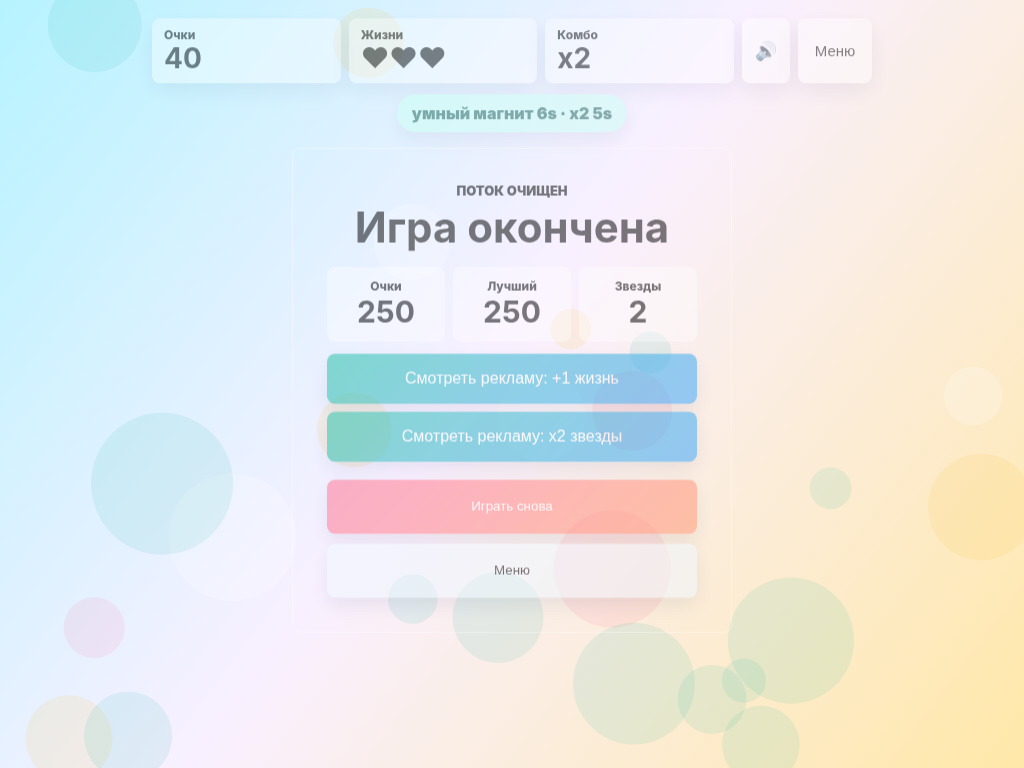 Очки
40
Жизни
Комбо
x2
Меню
умный магнит 6s · x2 5s
ПОТОК ОЧИЩЕН
Игра окончена
Очки
250
Лучший
250
Звезды
2
Смотреть рекламу: +1 жизнь
Смотреть рекламу: x2 звезды
Играть снова
Меню